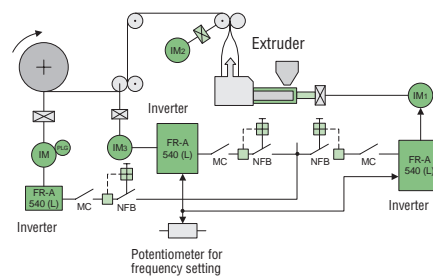 IM₂
Extruder
IM₁
Inverter
IM
PLG
IM₃
FR-A
540 (L)
MC
NFB
NFB
MC
FR-A
540 (L)
FR-A
540 (L)
MC
NFB
Inverter
Inverter
Potentiometer for
frequency setting